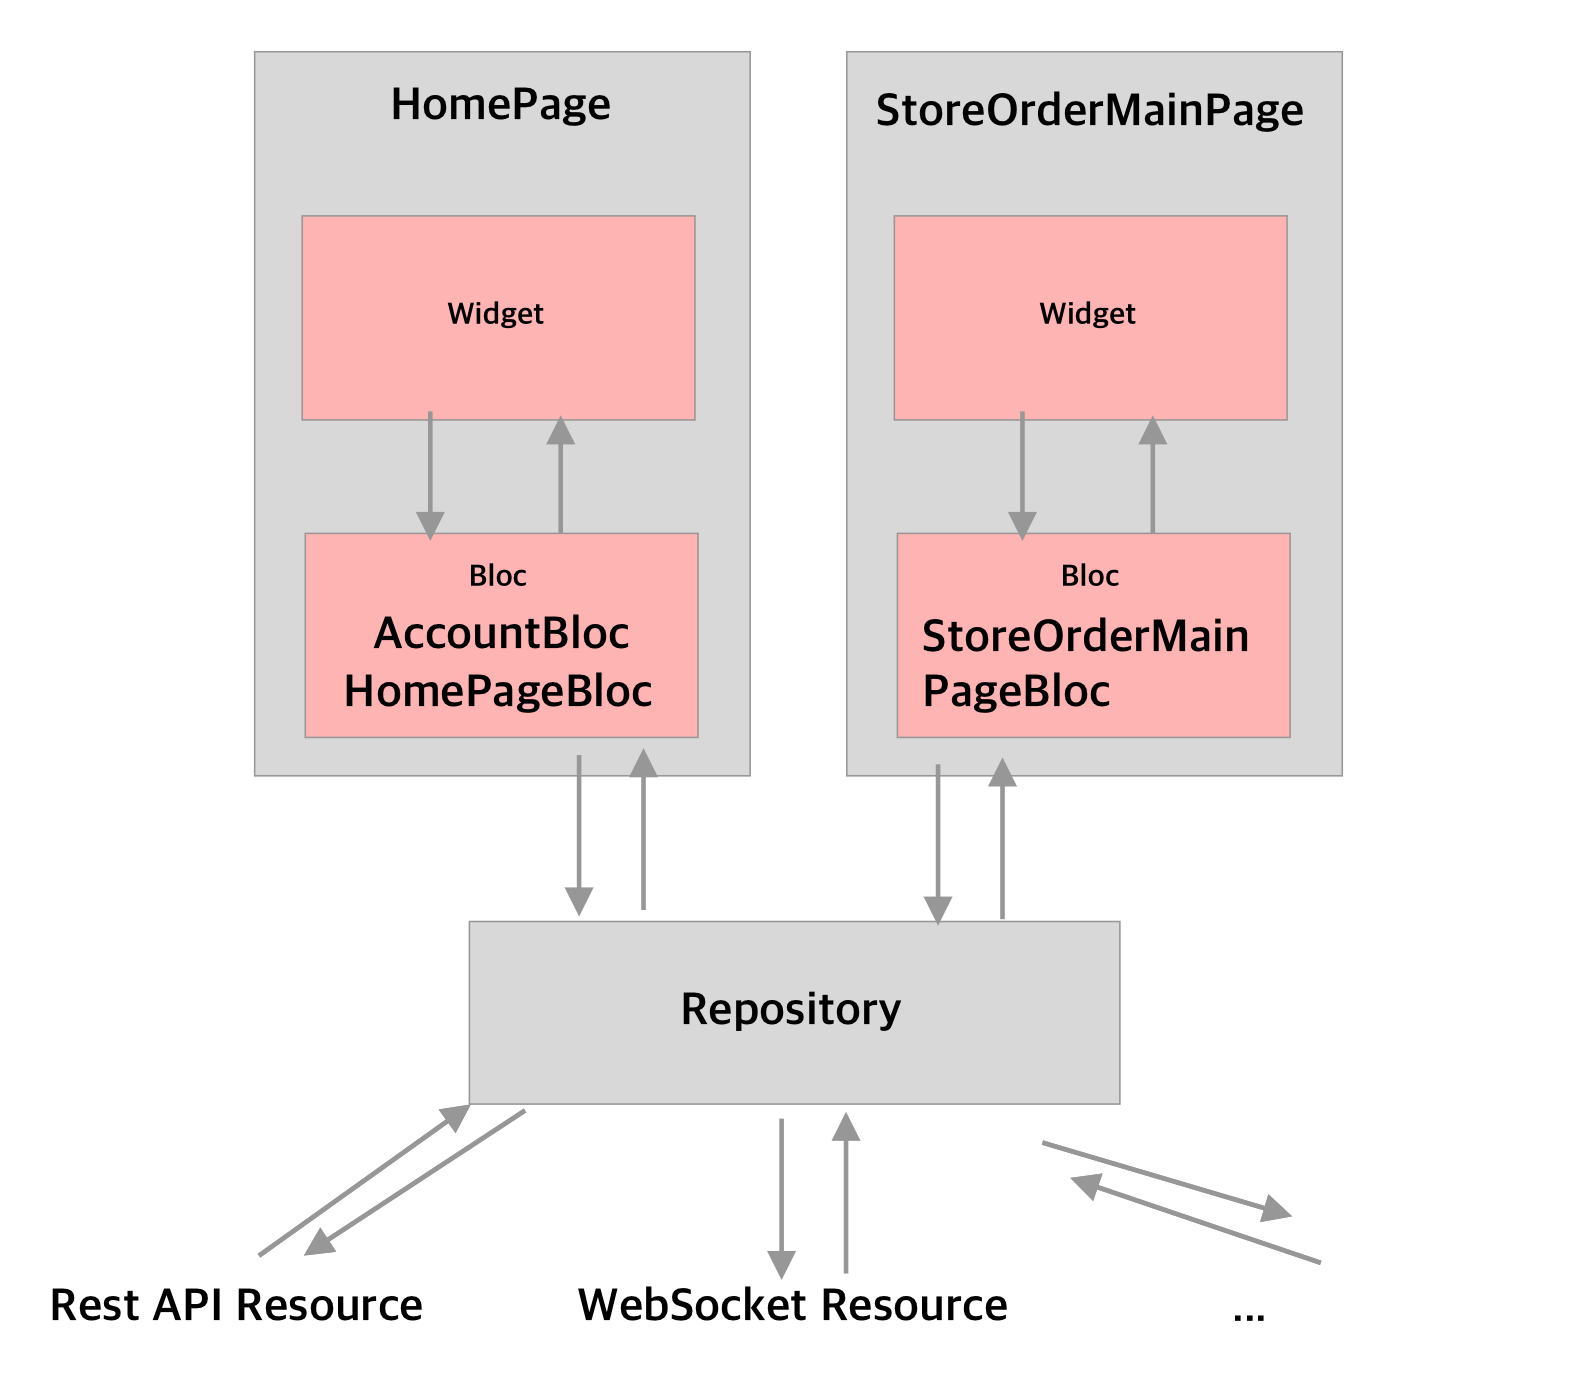 HomePage
Widget
Bloc
AccountBloc
HomePageBloc
StoreOrderMainPage
Widget
Bloc
StoreOrderMain
PageBloc
Repository
Rest API Resource
WebSocket Resource
...